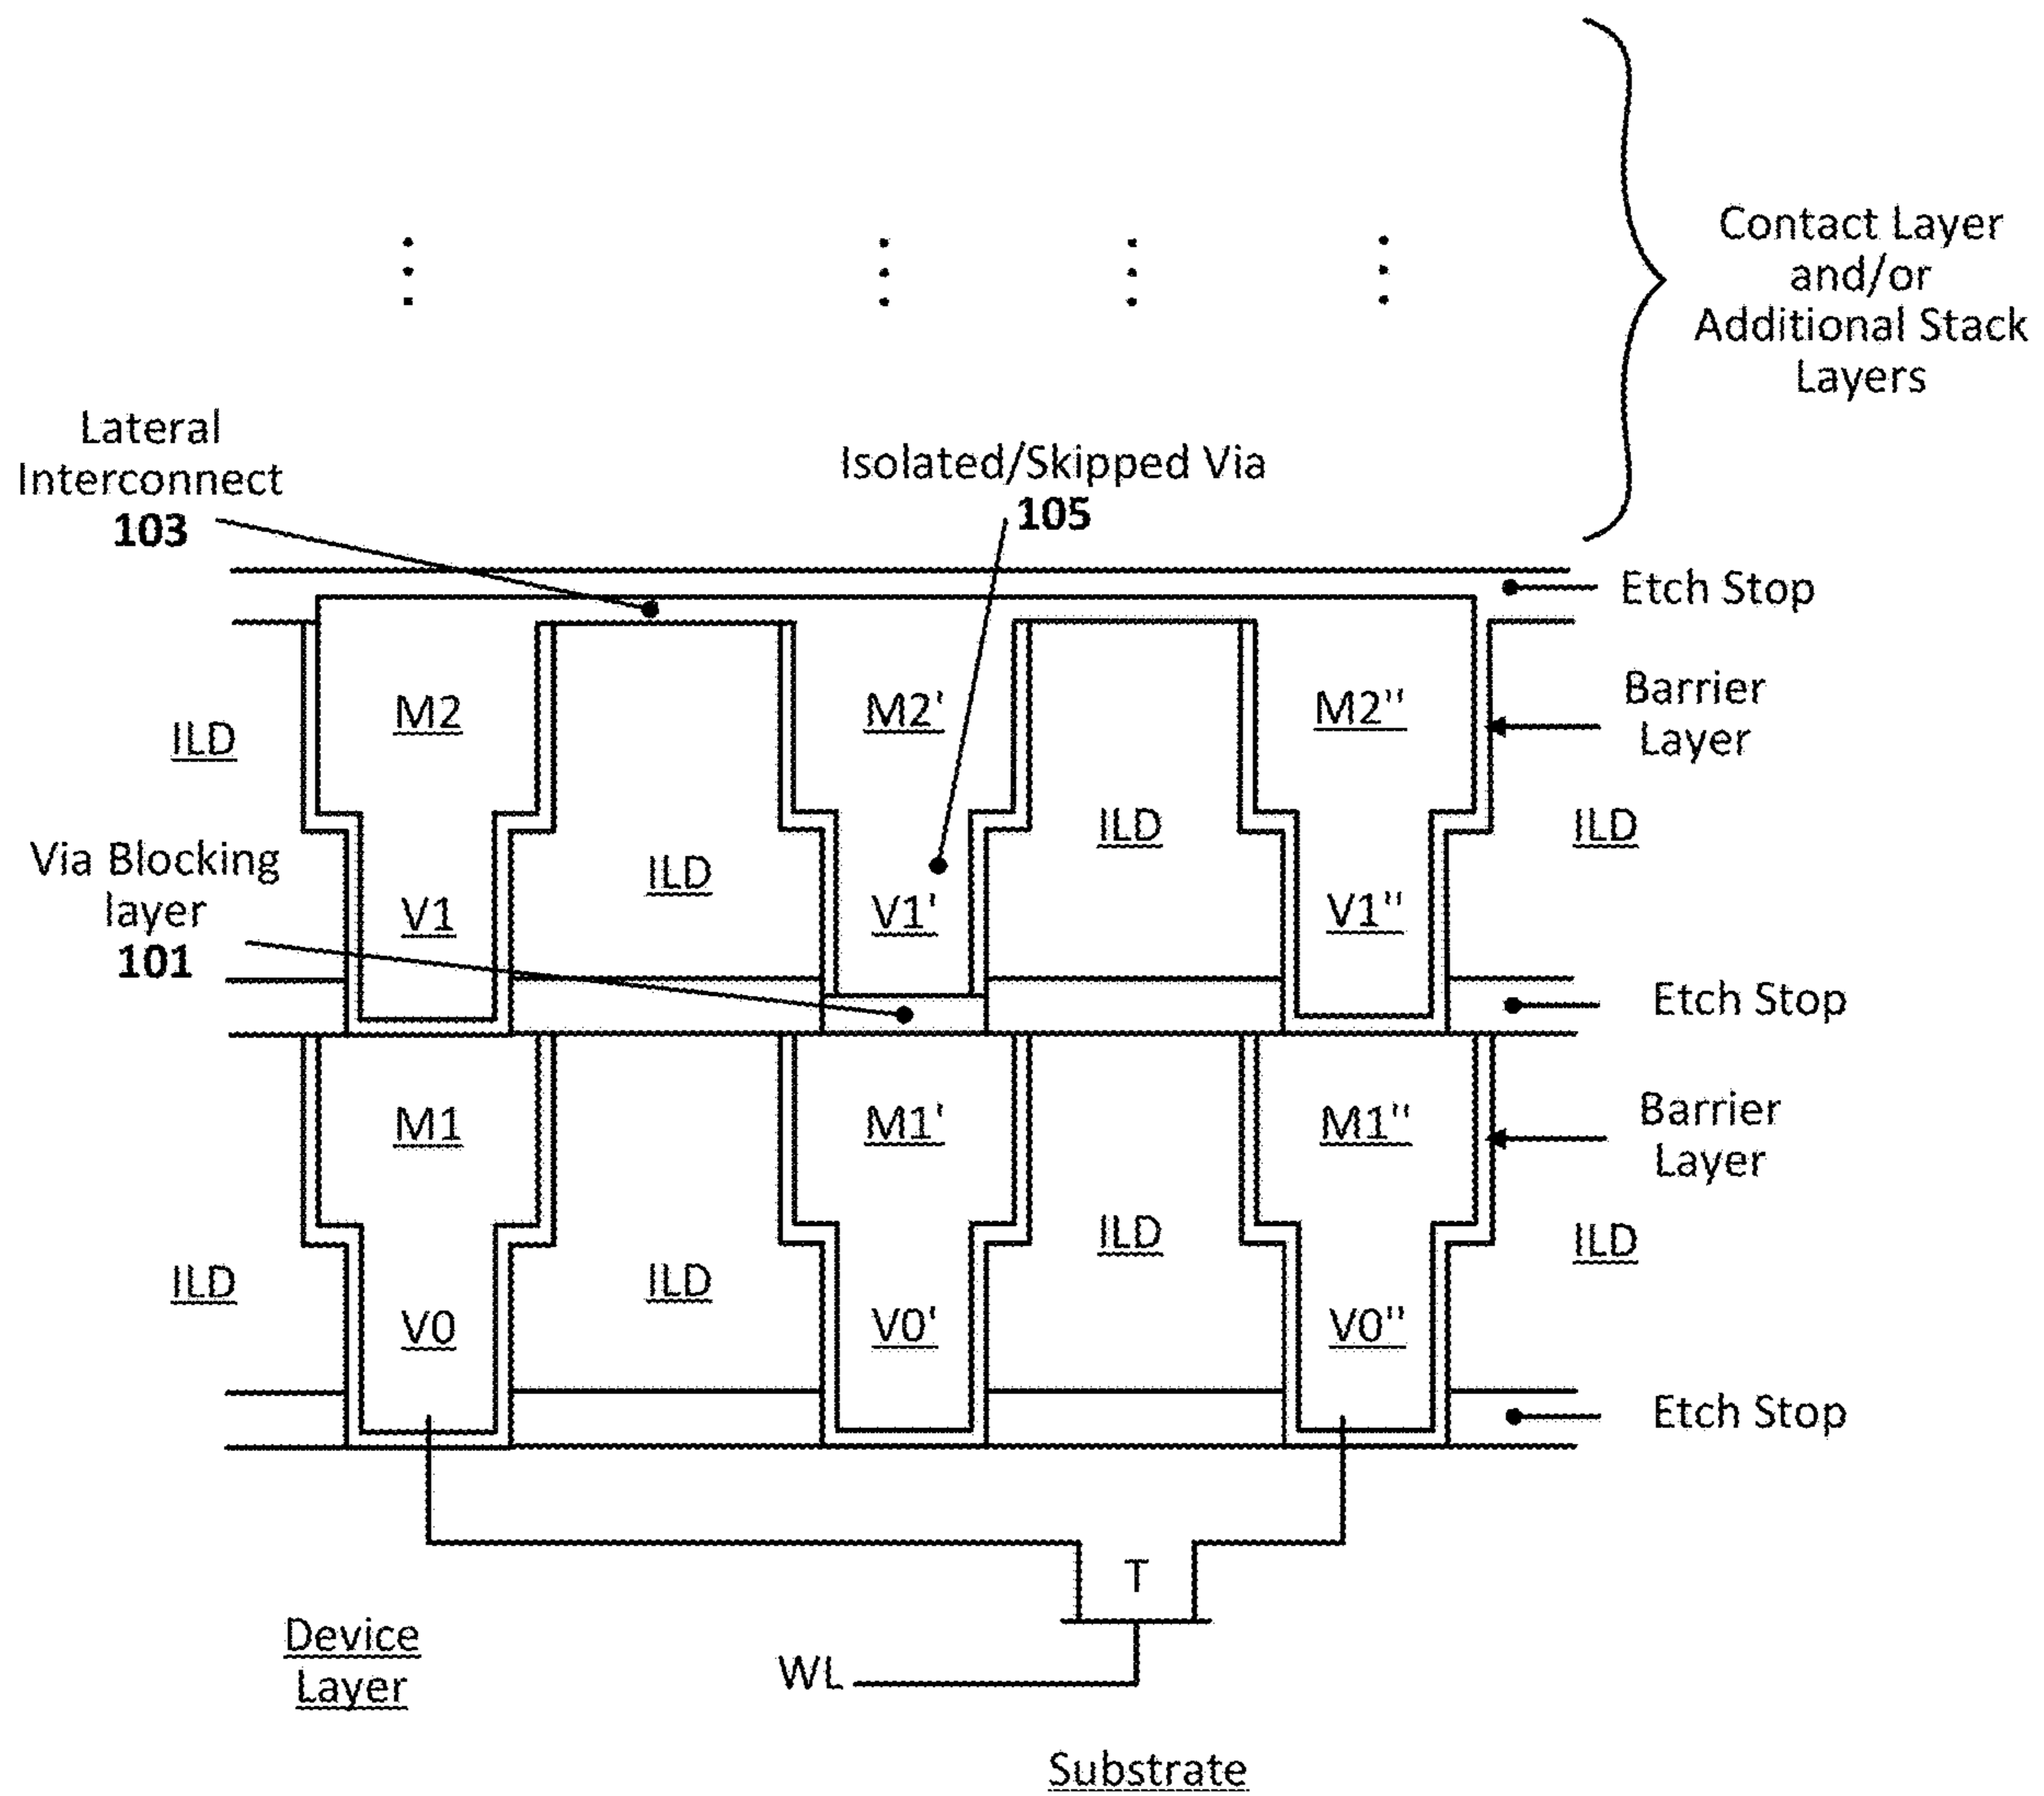 Contact Layer
and/or
Additional Stack
Layers
Lateral
Interconnect
103
Isolated/Skipped Via
105
Etch Stop
M2
M2'
M2"
Barrier
Layer
ILD
ILD
ILD
ILD
Via Blocking
layer
101
V1
V1'
V1"
Etch Stop
M1
M1'
M1"
Barrier
Layer
ILD
ILD
ILD
ILD
V0
V0'
V0"
Etch Stop
T
Device
Layer
WL
Substrate